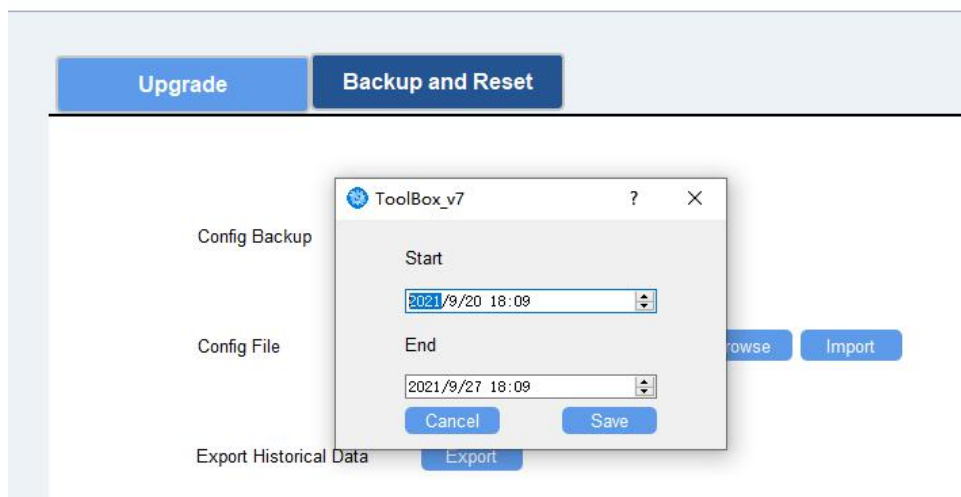 Upgrade
Backup and Reset
ToolBox_v7
?
Config Backup
Start
2021/9/20 18:09
Config File
End
rowse
Import
2021/9/27 18:09
Cancel
Save
Export Historical Data
Export